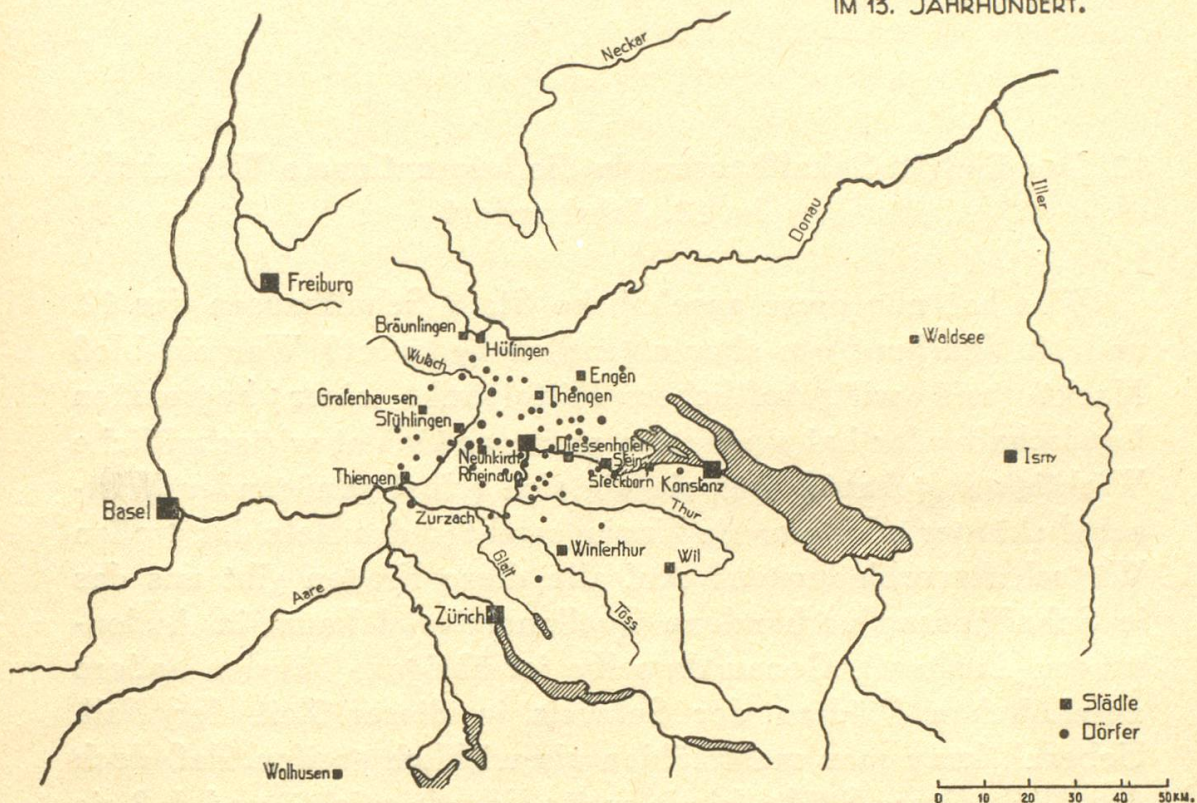 IM 13. JAHRHUNDERT.
Neckar
Iller
Donau
Freiburg
Bräunlingen
Hüfingen
Waldsee
Wutach
Engen
Thengen
Grafenhausen
Stühlingen
Diessenhofen
Neunkirch
Stein
Isny
Rheinau
Thiengen
Steckborn
Konstanz
Basel
Zurzach
Thur
Winterthur
Wil
Glatt
Aare
Töss
Zürich
Städte
Dörfer
Wolhusen
0 10 20 30 40 50 KM.